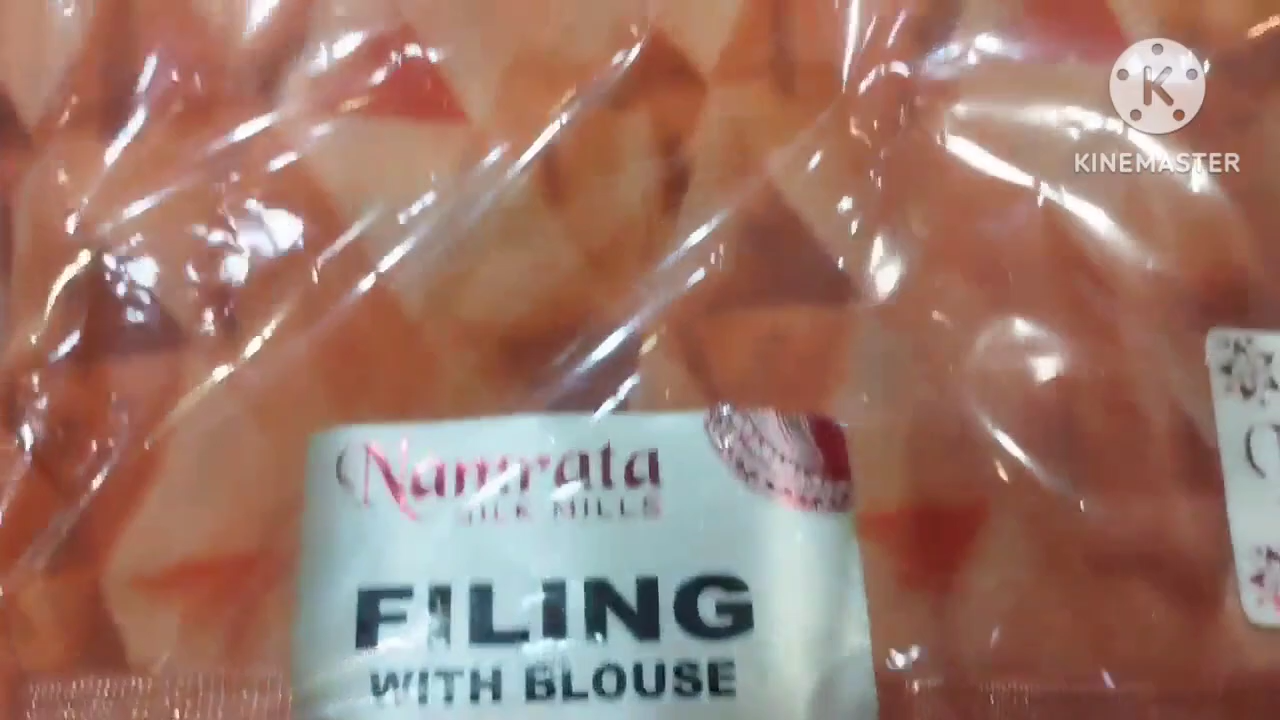 KINEMASTER
Namrata
SILK MILLS
FILING
WITH BLOUSE